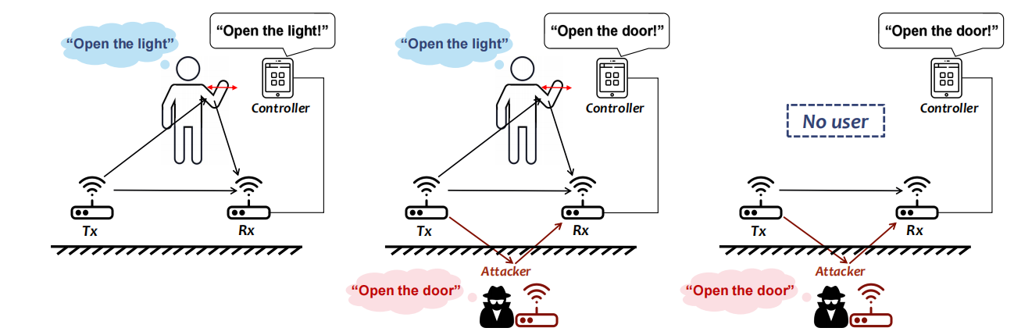 “Open the light”
“Open the light!”
Controller
Tx
Rx
“Open the light”
“Open the door!”
Controller
Tx
Rx
Attacker
“Open the door”
“Open the door!”
Controller
No user
Tx
Rx
Attacker
“Open the door”